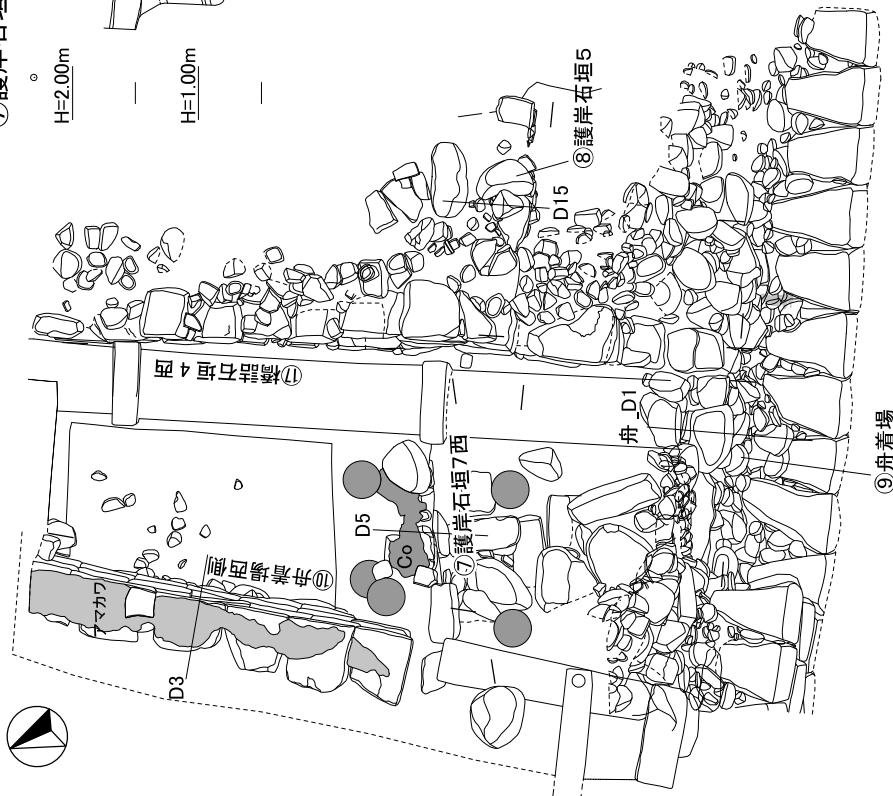 ⑦護岸石垣
H=2.00m
H=1.00m
⑧護岸石垣5
D15
⑰橋詰石垣4西
舟_D1
⑨舟着場
D5
⑦護岸石垣7西
Co
⑩舟着場西側
アマカワ
D3